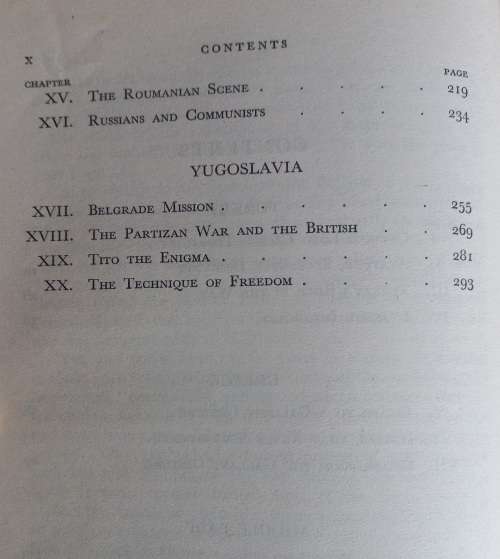 x CONTENTS
CHAPTER PAGE
XV. THE ROUMANIAN SCENE . . . . . 219
XVI. RUSSIANS AND COMMUNISTS . . . . 234
YUGOSLAVIA
XVII. BELGRADE MISSION . . . . . . 255
XVIII. THE PARTIZAN WAR AND THE BRITISH . . 269
XIX. TITO THE ENIGMA . . . . . . 281
XX. THE TECHNIQUE OF FREEDOM . . . . 293